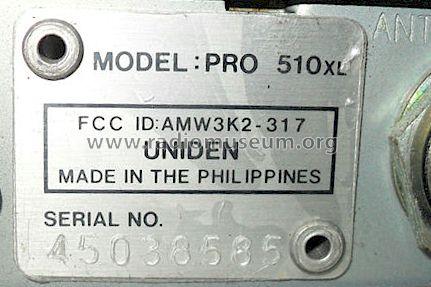 MODEL: PRO 510XL
ANT
FCC ID:AMW3K2-317
www.radiomuseum.org
UNIDEN
MADE IN THE PHILIPPINES
SERIAL NO.
45038585